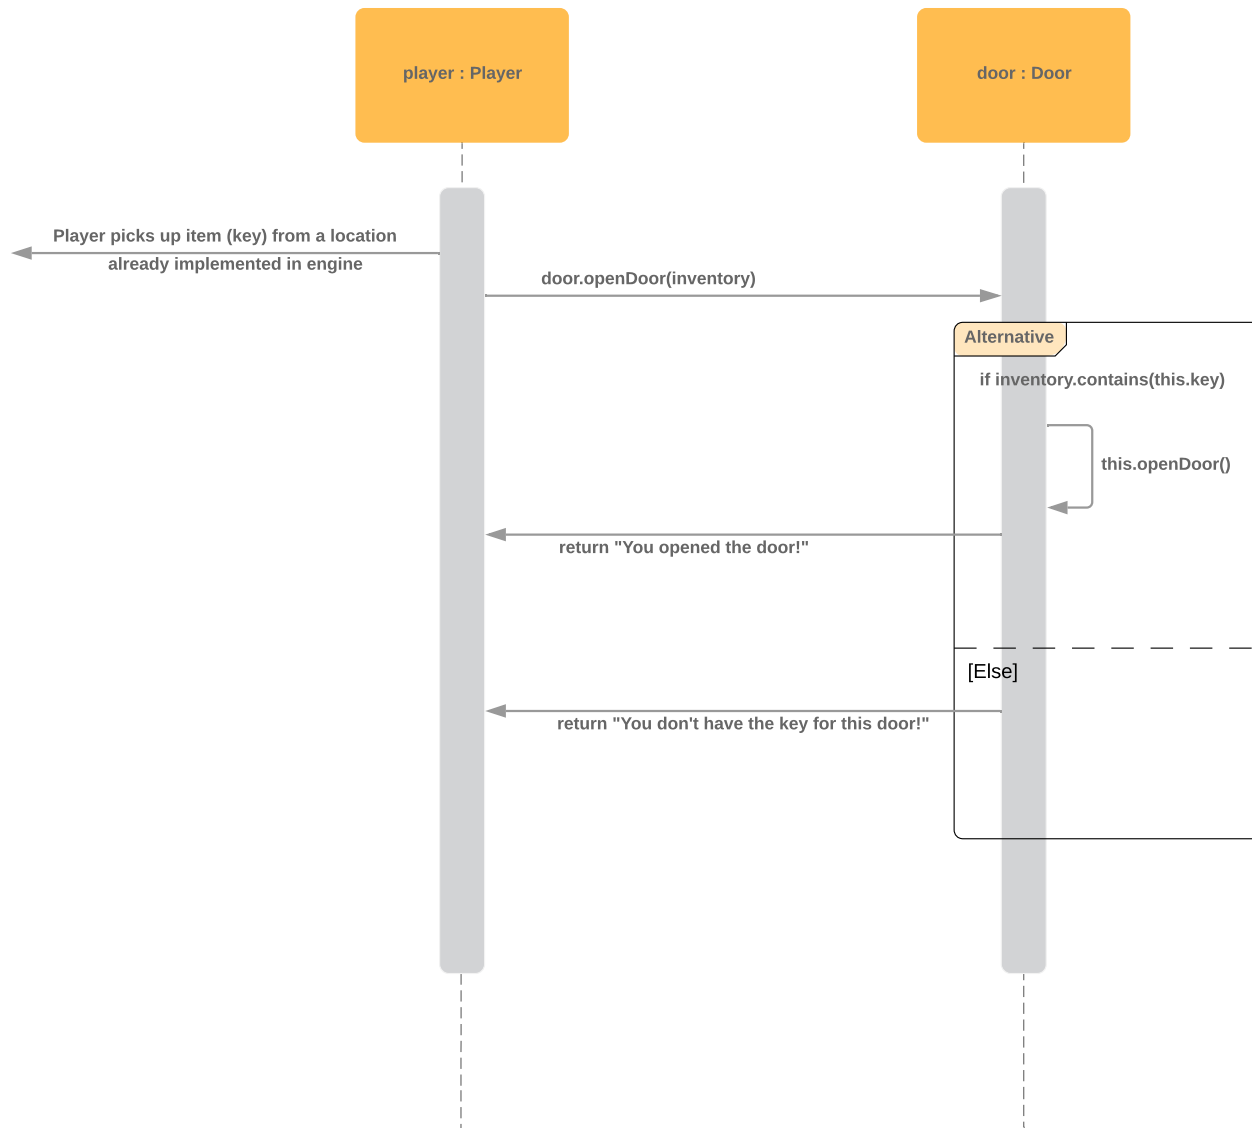 player : Player
door : Door
Player picks up item (key) from a location
already implemented in engine
door.openDoor(inventory)
Alternative
if inventory.contains(this.key)
this.openDoor()
return "You opened the door!"
[Else]
return "You don't have the key for this door!"